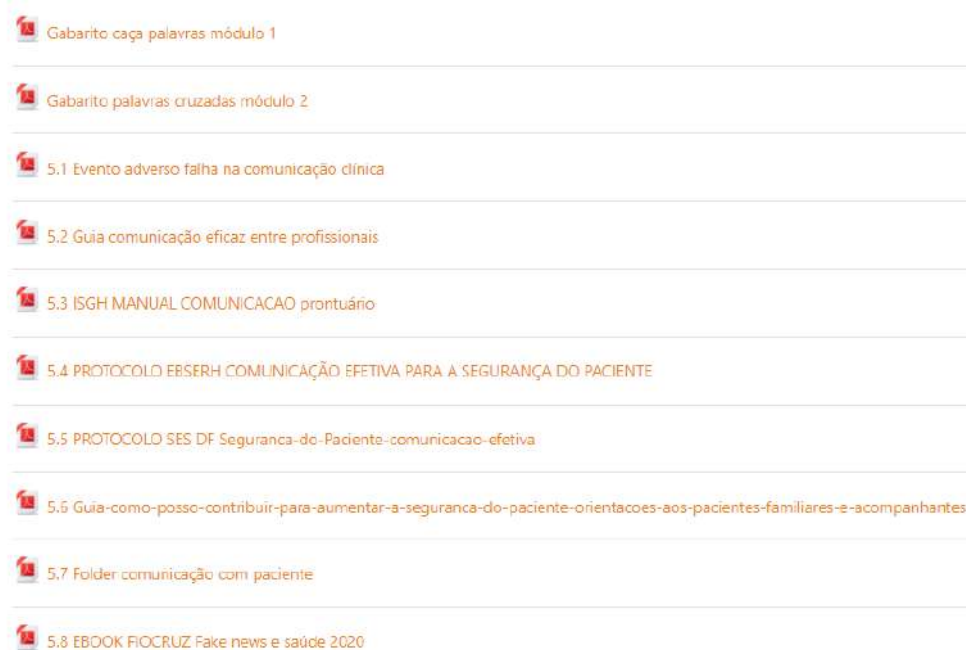 Gabarito caça palavras módulo 1
Gabarito palavras cruzadas módulo 2
5.1 Evento adverso falha na comunicação clínica
5.2 Guia comunicação eficaz entre profissionais
5.3 ISGH MANUAL COMUNICACAO prontuário
5.4 PROTOCOLO EBSERH COMUNICAÇÃO EFETIVA PARA A SEGURANÇA DO PACIENTE
5.5 PROTOCOLO SES DF Seguranca-do-Paciente-comunicacao-efetiva
5.6 Guia-como-posso-contribuir-para-aumentar-a-seguranca-do-paciente-orientacoes-aos-pacientes-familiares-e-acompanhantes
5.7 Folder comunicação com paciente
5.8 EBOOK FIOCRUZ Fake news e saúde 2020